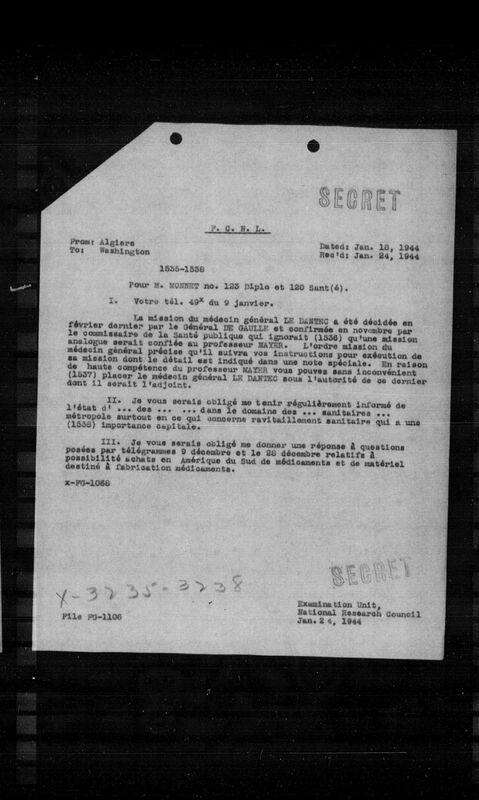 SECRET
F. C. N. L.
From: Algiers
To: Washington
Dated: Jan. 18, 1944
Rec'd: Jan. 24, 1944
1535-1538
Pour M. MONNET no. 123 Diplo et 120 Sant(é).
I. Votre tél. 49x du 9 janvier.
La mission du médecin général LE DANTEC a été décidée en
février dernier par le Général DE GAULLE et confirmée en novembre par
le commissaire de la Santé publique qui ignorait (1536) qu'une mission
analogue serait confiée au professeur MAYER. L'ordre mission du
médecin général précise qu'il suivra vos instructions pour exécution de
sa mission dont le détail est indiqué dans une note spéciale. En raison
de haute compétence du professeur MAYER vous pouvez sans inconvénient
(1537) placer le médecin général LE DANTEC sous l'autorité de ce dernier
dont il serait l'adjoint.
II. Je vous serais obligé me tenir régulièrement informé de
l'état d' ... des ... ... dans le domaine des ... sanitaires ...
métropole surtout en ce qui concerne ravitaillement sanitaire qui a une
(1538) importance capitale.
III. Je vous serais obligé me donner une réponse à questions
posées par télégrammes 9 décembre et le 28 décembre relatifs à
possibilité achats en Amérique du Sud de médicaments et de matériel
destiné à fabrication médicaments.
x-FG-1068
SECRET
X-3235-3238
File FG-1106
Examination Unit,
National Research Council
Jan. 24, 1944